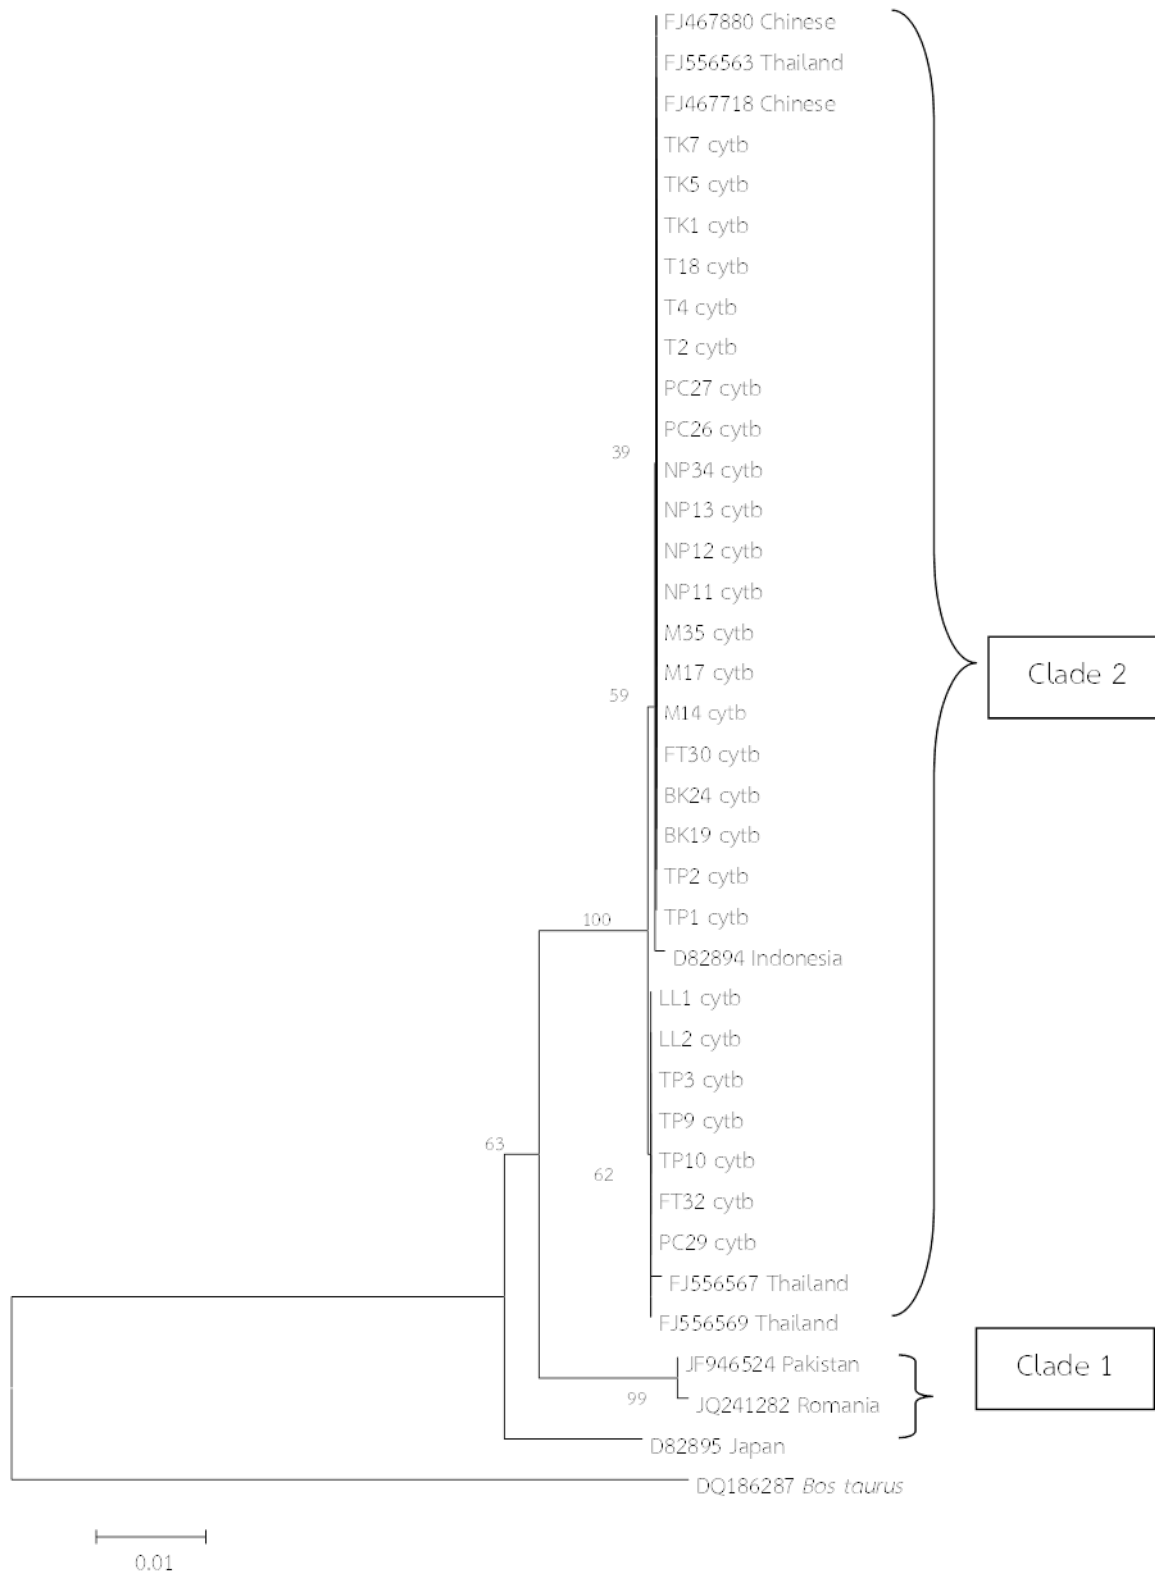 FJ467880 Chinese
FJ556563 Thailand
FJ467718 Chinese
TK7 cytb
TK5 cytb
TK1 cytb
T18 cytb
T4 cytb
T2 cytb
PC27 cytb
PC26 cytb
39
NP34 cytb
NP13 cytb
NP12 cytb
NP11 cytb
M35 cytb
M17 cytb
Clade 2
59
M14 cytb
FT30 cytb
BK24 cytb
BK19 cytb
TP2 cytb
TP1 cytb
100
D82894 Indonesia
LL1 cytb
LL2 cytb
TP3 cytb
TP9 cytb
63
TP10 cytb
62
FT32 cytb
PC29 cytb
FJ556567 Thailand
FJ556569 Thailand
JF946524 Pakistan
Clade 1
99
JQ241282 Romania
D82895 Japan
DQ186287 Bos taurus
0.01